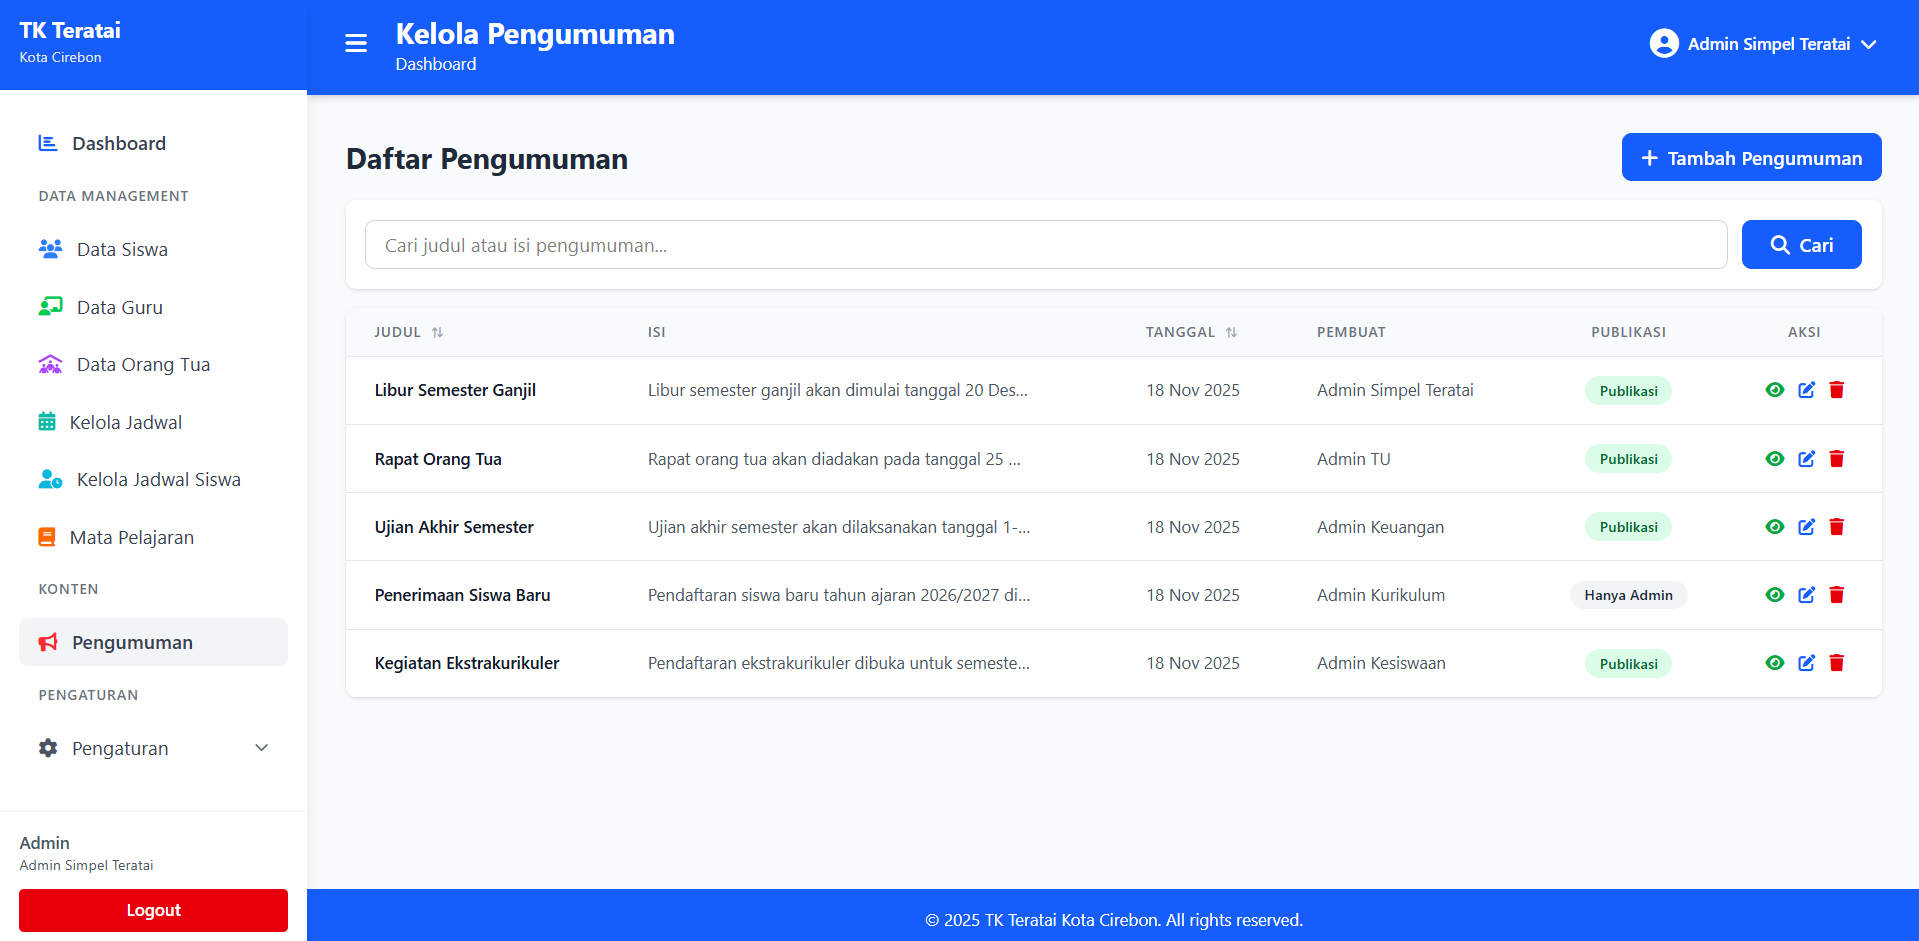 TK Teratai
Kota Cirebon
Kelola Pengumuman
Dashboard
Admin Simpel Teratai
Dashboard
DATA MANAGEMENT
Data Siswa
Data Guru
Data Orang Tua
Kelola Jadwal
Kelola Jadwal Siswa
Mata Pelajaran
KONTEN
Pengumuman
PENGATURAN
Pengaturan
Admin
Admin Simpel Teratai
Logout
Daftar Pengumuman
Tambah Pengumuman
Cari judul atau isi pengumuman...
Cari
JUDUL ISI TANGGAL PEMBUAT PUBLIKASI AKSI
Libur Semester Ganjil Libur semester ganjil akan dimulai tanggal 20 Des... 18 Nov 2025 Admin Simpel Teratai Publikasi
Rapat Orang Tua Rapat orang tua akan diadakan pada tanggal 25 ... 18 Nov 2025 Admin TU Publikasi
Ujian Akhir Semester Ujian akhir semester akan dilaksanakan tanggal 1-... 18 Nov 2025 Admin Keuangan Publikasi
Penerimaan Siswa Baru Pendaftaran siswa baru tahun ajaran 2026/2027 di... 18 Nov 2025 Admin Kurikulum Hanya Admin
Kegiatan Ekstrakurikuler Pendaftaran ekstrakurikuler dibuka untuk semeste... 18 Nov 2025 Admin Kesiswaan Publikasi
© 2025 TK Teratai Kota Cirebon. All rights reserved.